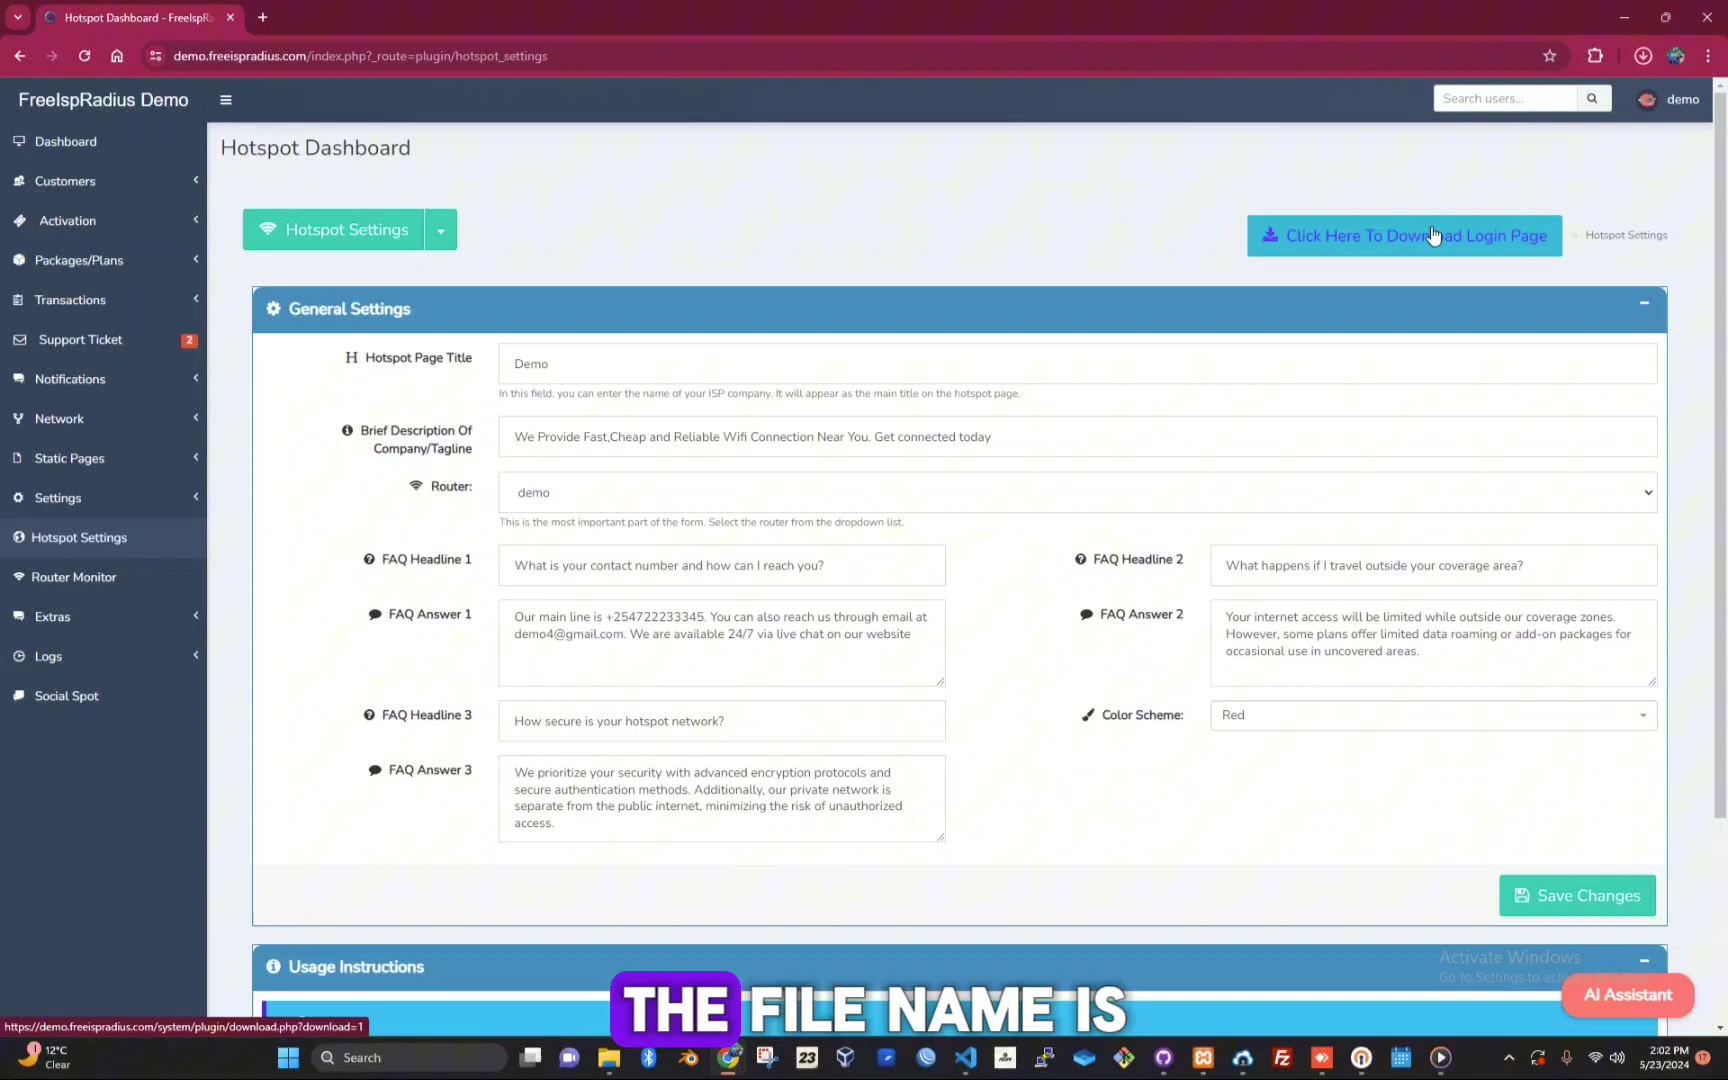 Hotspot Dashboard - FreeIspRa
demo.freeispradius.com/index.php?_route=plugin/hotspot_settings
FreeIspRadius Demo
Search users...
demo
Dashboard
Customers
Activation
Packages/Plans
Transactions
Support Ticket
2
Notifications
Network
Static Pages
Settings
Hotspot Settings
Router Monitor
Extras
Logs
Social Spot
Hotspot Dashboard
Hotspot Settings
Click Here To Download Login Page
> Hotspot Settings
General Settings
H Hotspot Page Title
Demo
In this field, you can enter the name of your ISP company. It will appear as the main title on the hotspot page.
Brief Description Of
Company/Tagline
We Provide Fast,Cheap and Reliable Wifi Connection Near You. Get connected today
Router:
demo
This is the most important part of the form. Select the router from the dropdown list.
FAQ Headline 1
What is your contact number and how can I reach you?
FAQ Headline 2
What happens if I travel outside your coverage area?
FAQ Answer 1
Our main line is +254722233345. You can also reach us through email at
demo4@gmail.com. We are available 24/7 via live chat on our website
FAQ Answer 2
Your internet access will be limited while outside our coverage zones.
However, some plans offer limited data roaming or add-on packages for
occasional use in uncovered areas.
FAQ Headline 3
How secure is your hotspot network?
Color Scheme:
Red
FAQ Answer 3
We prioritize your security with advanced encryption protocols and
secure authentication methods. Additionally, our private network is
separate from the public internet, minimizing the risk of unauthorized
access.
Save Changes
Usage Instructions
Activate Windows
Go to Settings to acti
AI Assistant
THE FILE NAME IS
https://demo.freeispradius.com/system/plugin/download.php?download=1
12°C
Clear
Search
23
2:02 PM
5/23/2024
17